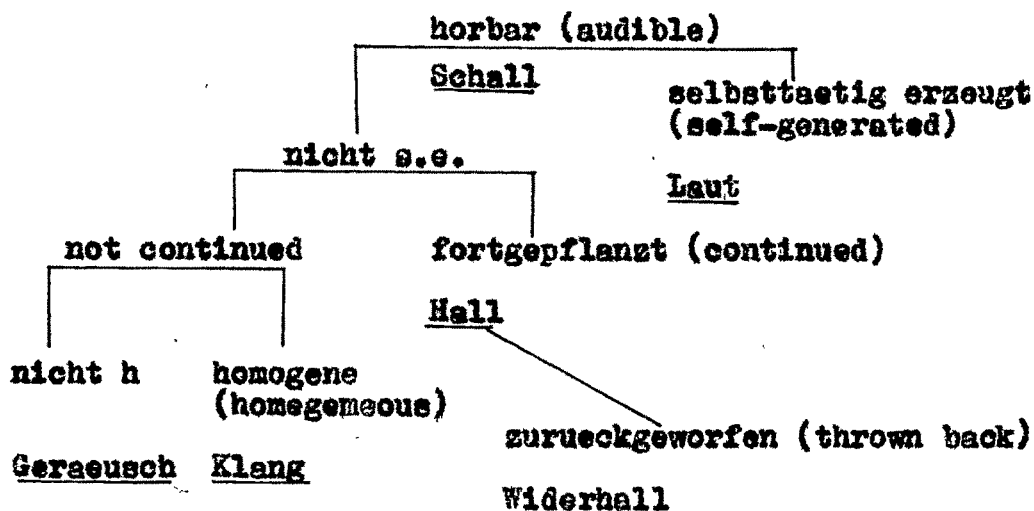 horbar (audible)
Schall
selbsttaetig erzeugt
(self-generated)
Laut
nicht s.e.
not continued
fortgepflanzt (continued)
Hall
nicht h
homogene
(homegemeous)
zurueckgeworfen (thrown back)
Geraeusch
Klang
Widerhall